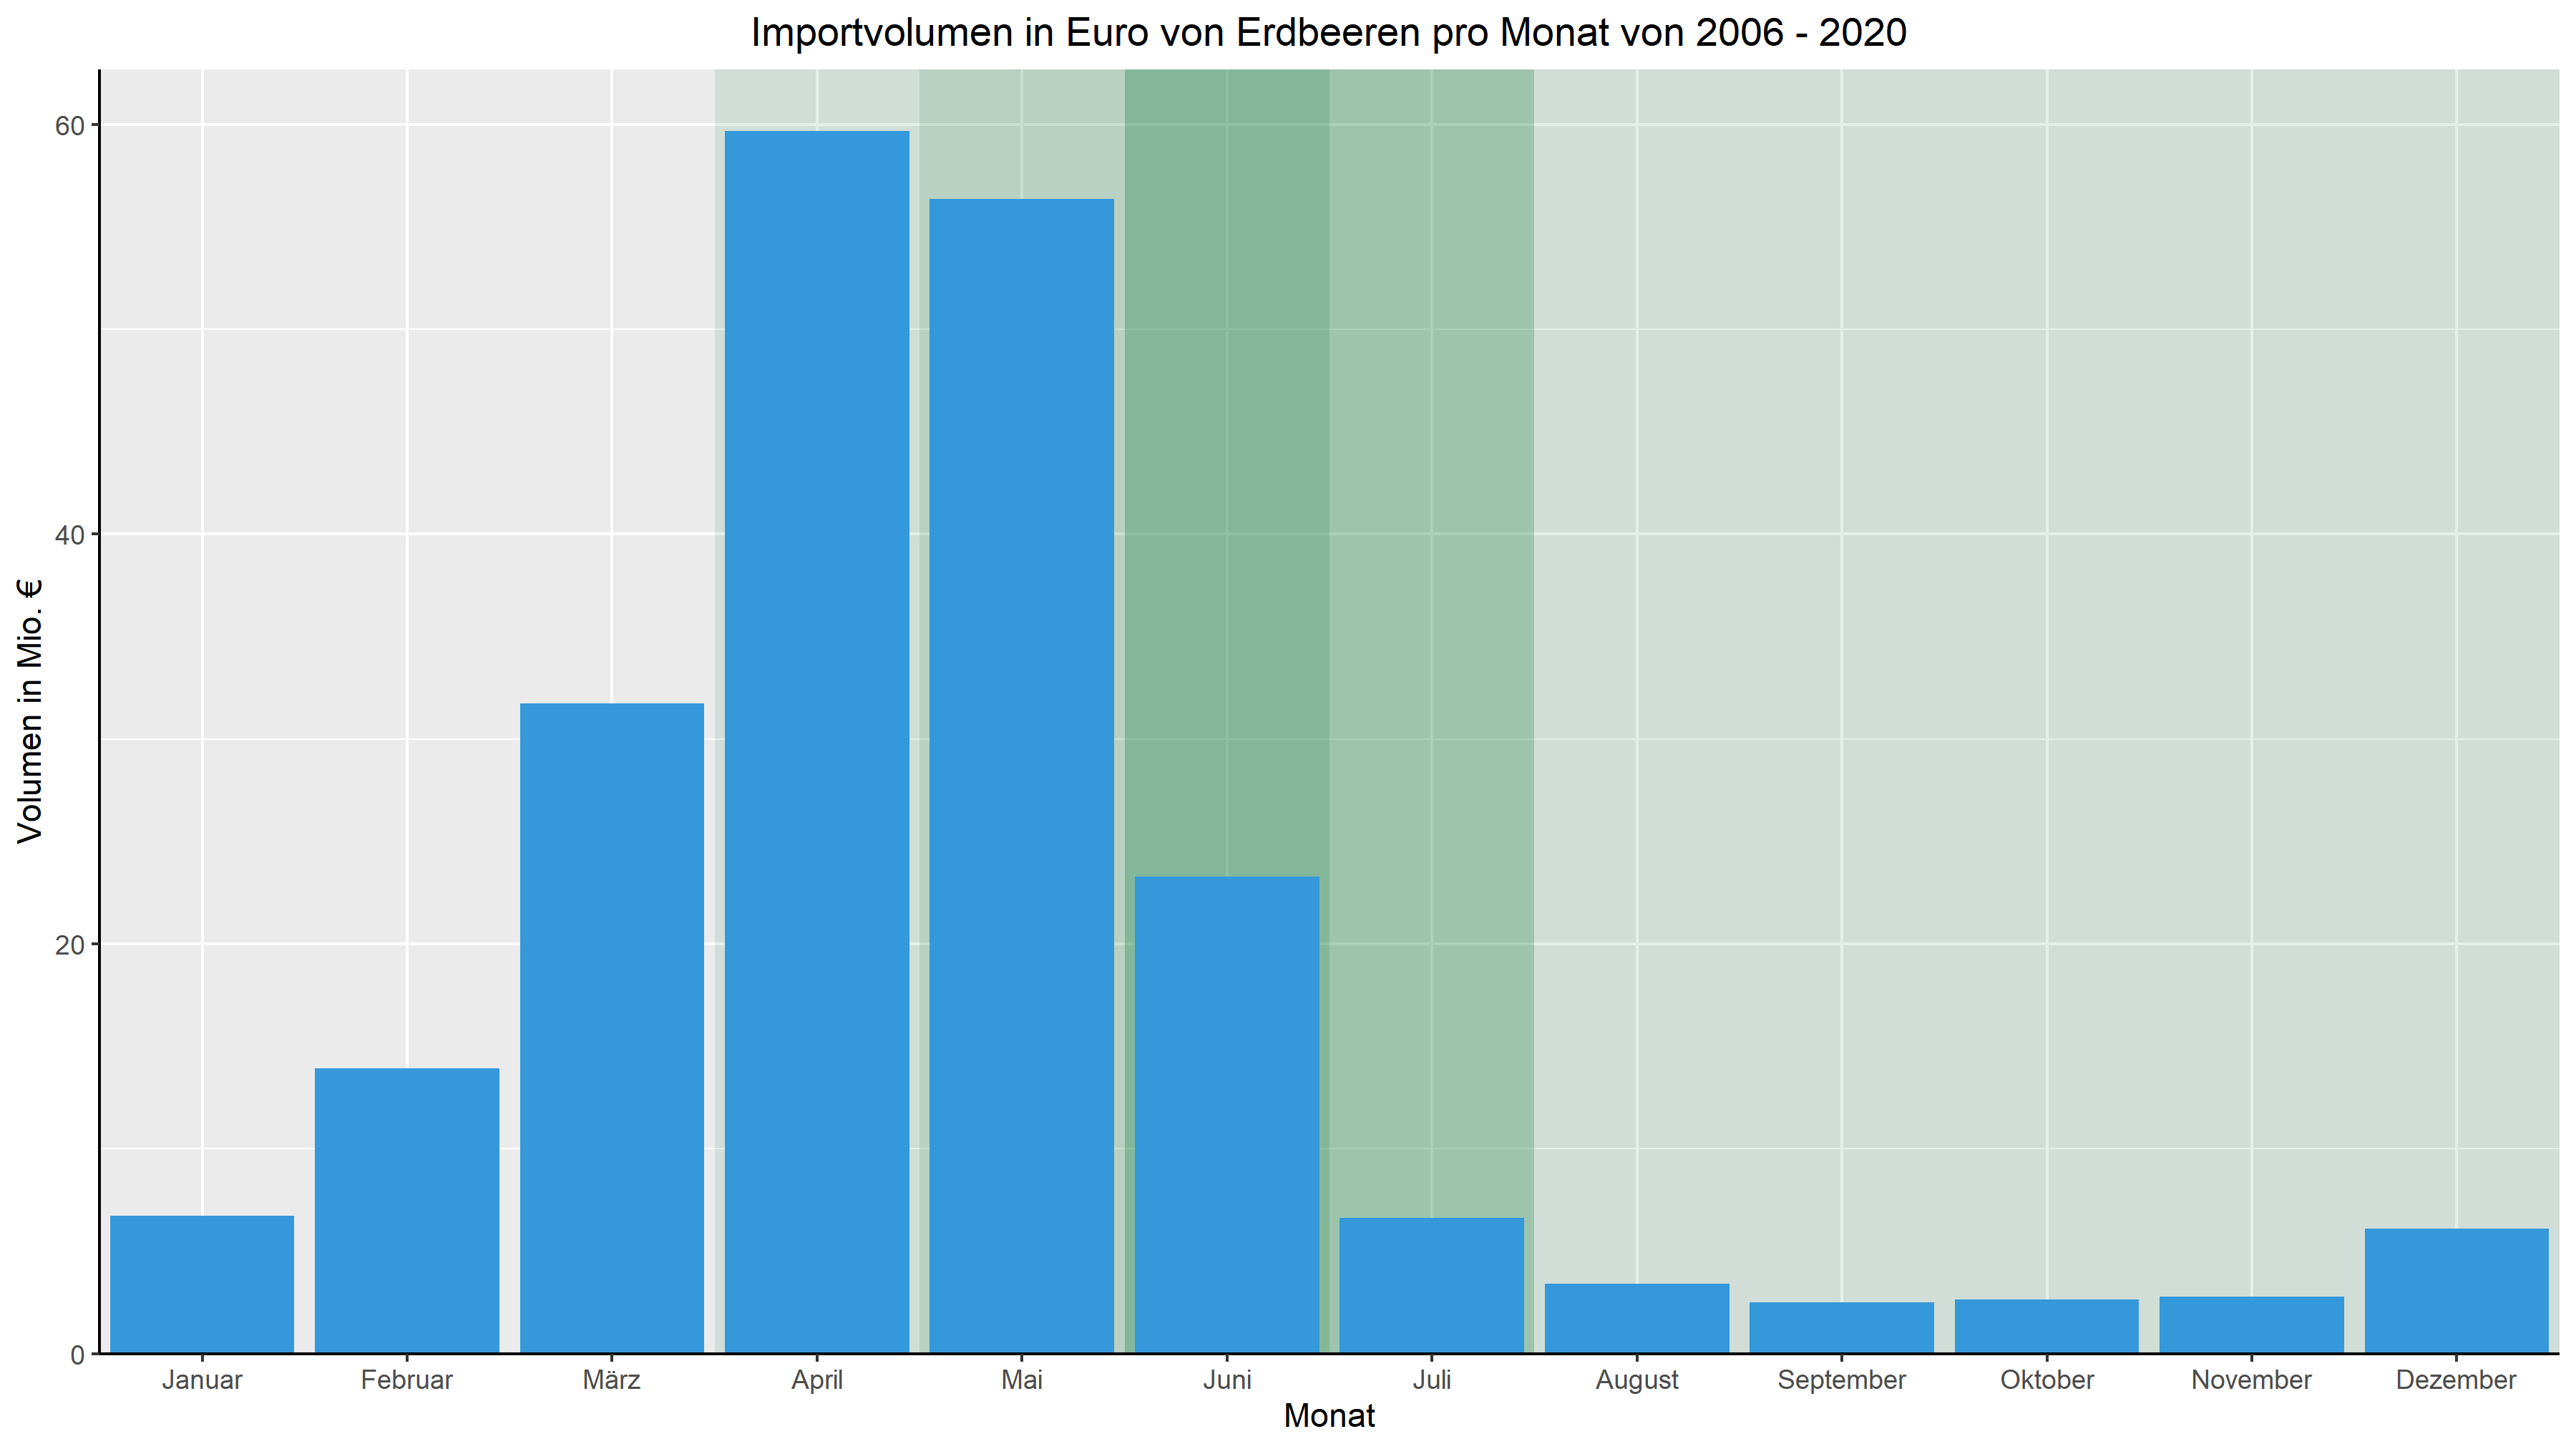 Importvolumen in Euro von Erdbeeren pro Monat von 2006 - 2020
Volumen in Mio. €
60
40
20
0
Januar Februar März April Mai Juni Juli August September Oktober November Dezember
Monat